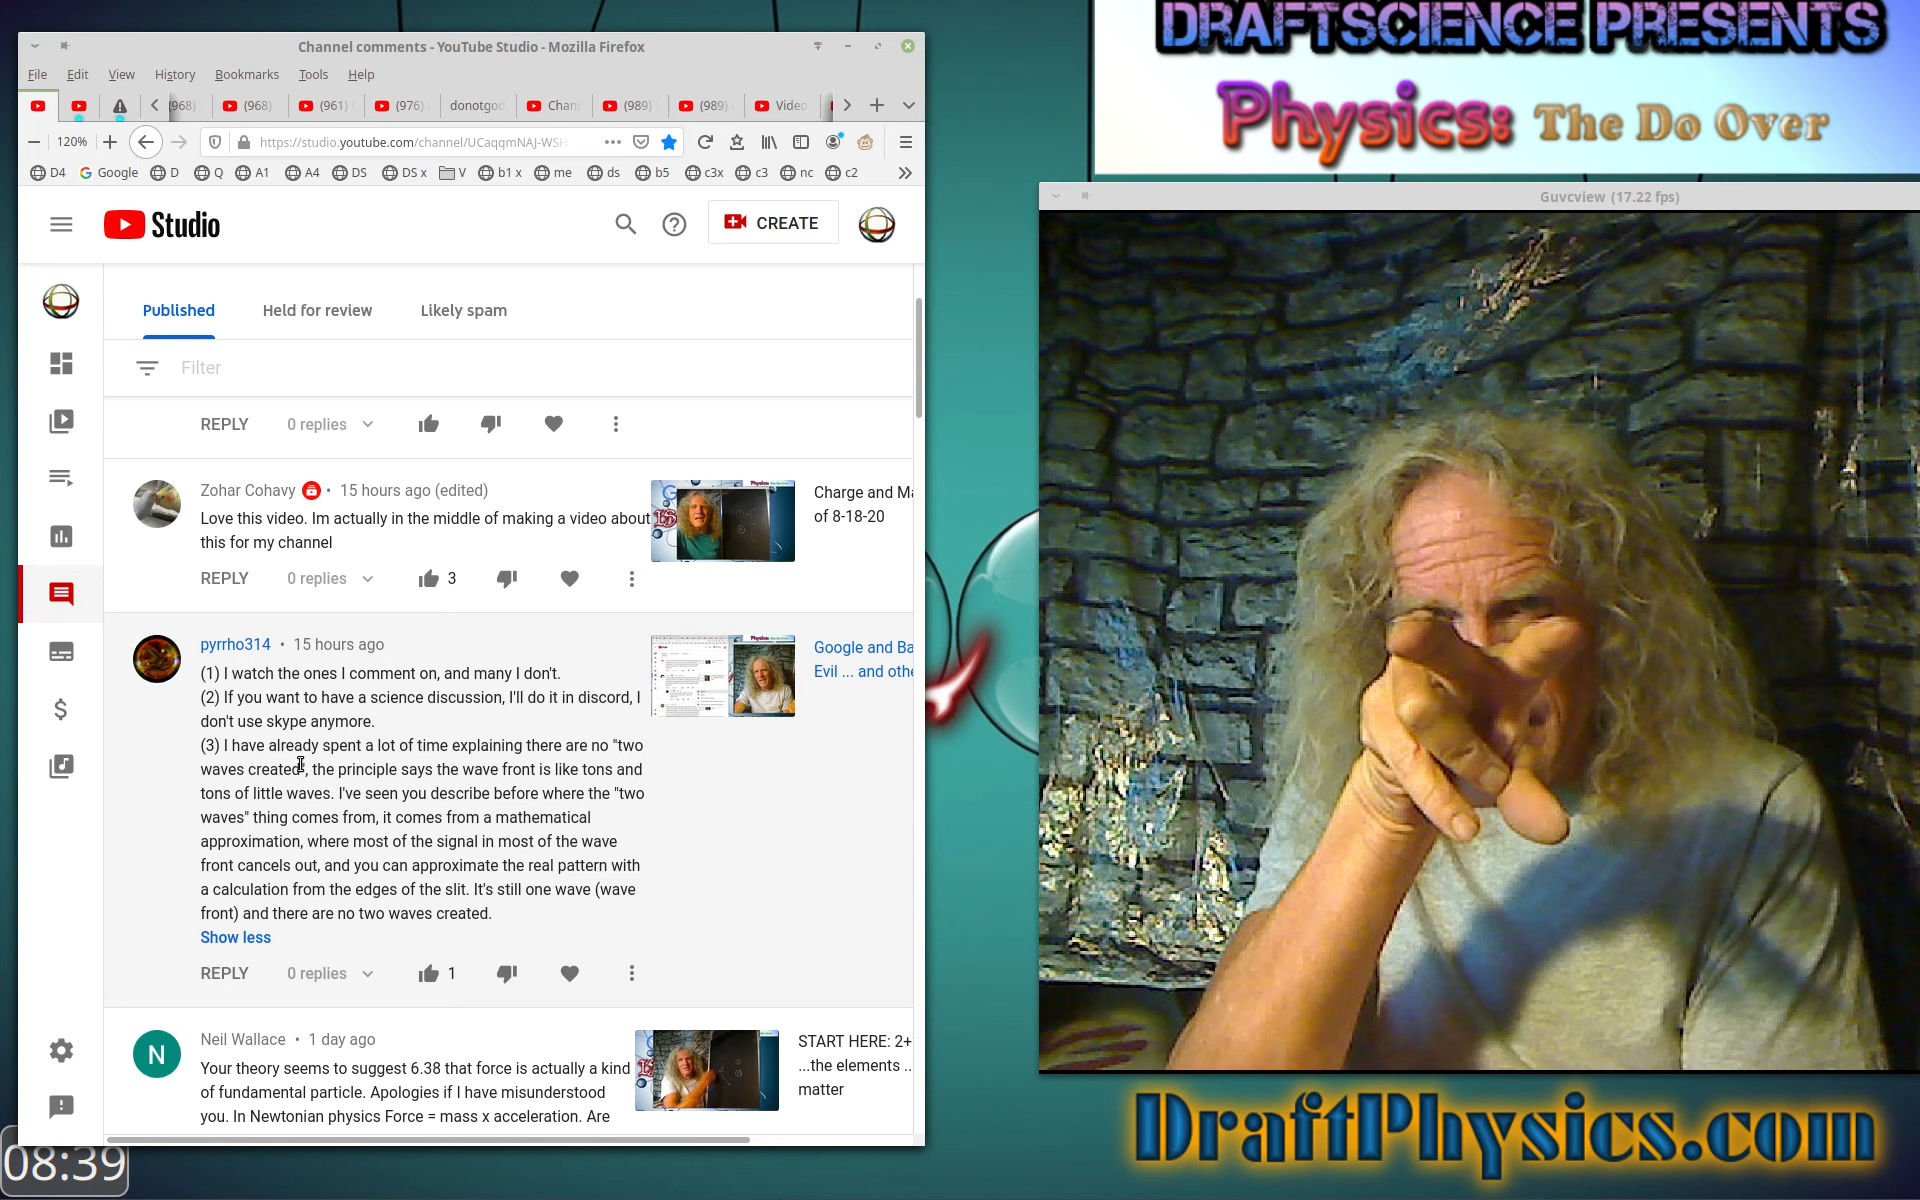 DRAFTSCIENCE PRESENTS
Physics: The Do Over
Channel comments - YouTube Studio - Mozilla Firefox
File Edit View History Bookmarks Tools Help
(968) (968) (961) (976) donotgod Chann (989) (989) Video
120% https://studio.youtube.com/channel/UCaqqmNAJ-WSH
D4 Google D Q A1 A4 DS DS x V b1 x me ds b5 c3x c3 nc c2
Guvcview (17.22 fps)
Studio
CREATE
Published Held for review Likely spam
Filter
REPLY 0 replies
Zohar Cohavy • 15 hours ago (edited)
Love this video. Im actually in the middle of making a video about
this for my channel
Charge and Ma
of 8-18-20
REPLY 0 replies 3
pyrrho314 • 15 hours ago
(1) I watch the ones I comment on, and many I don't.
(2) If you want to have a science discussion, I'll do it in discord, I
don't use skype anymore.
(3) I have already spent a lot of time explaining there are no "two
waves created", the principle says the wave front is like tons and
tons of little waves. I've seen you describe before where the "two
waves" thing comes from, it comes from a mathematical
approximation, where most of the signal in most of the wave
front cancels out, and you can approximate the real pattern with
a calculation from the edges of the slit. It's still one wave (wave
front) and there are no two waves created.
Show less
Google and Ba
Evil ... and othe
REPLY 0 replies 1
N
Neil Wallace • 1 day ago
Your theory seems to suggest 6.38 that force is actually a kind
of fundamental particle. Apologies if I have misunderstood
you. In Newtonian physics Force = mass x acceleration. Are
START HERE: 2+
...the elements ..
matter
08:39
DraftPhysics.com